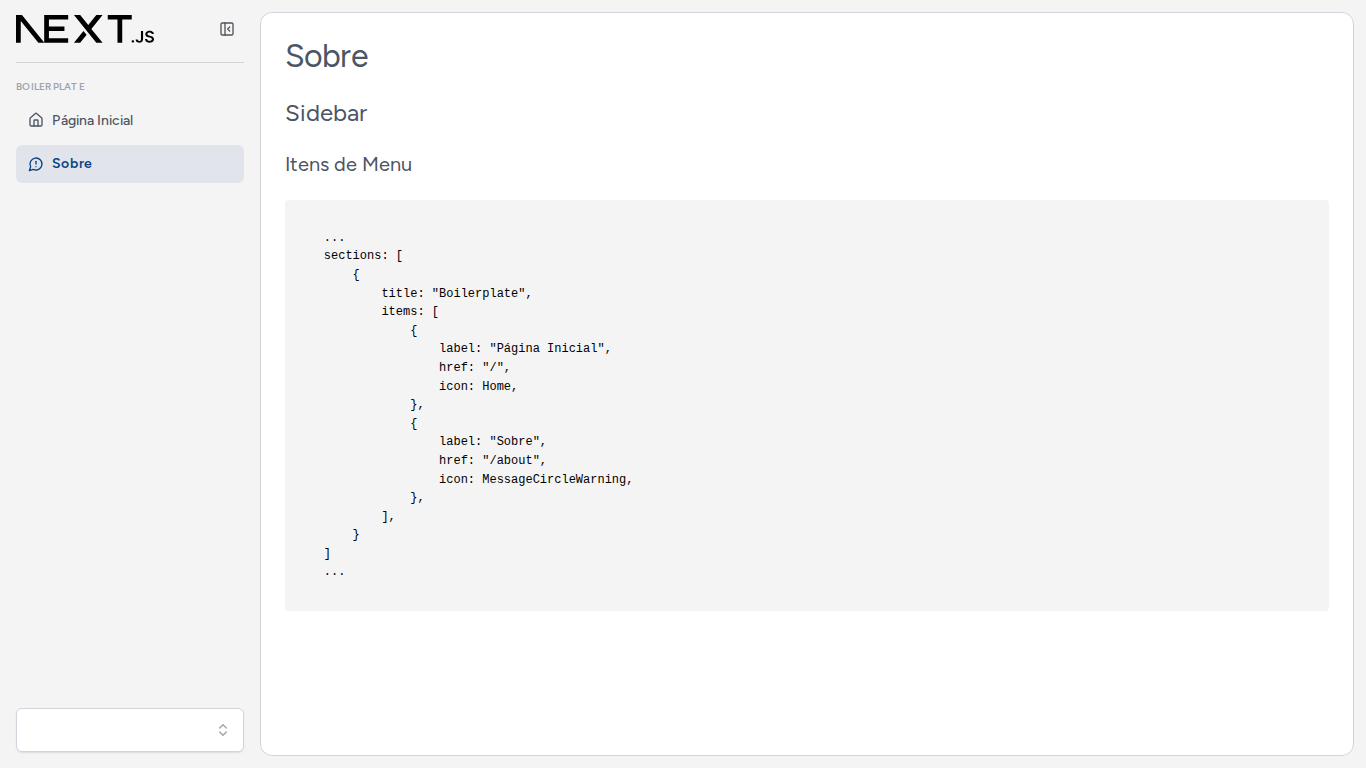 NEXT.JS
BOILERPLATE
Página Inicial
Sobre
Sobre
Sidebar
Itens de Menu
...
sections: [
    {
        title: "Boilerplate",
        items: [
            {
                label: "Página Inicial",
                href: "/",
                icon: Home,
            },
            {
                label: "Sobre",
                href: "/about",
                icon: MessageCircleWarning,
            },
        ],
    }
]
...